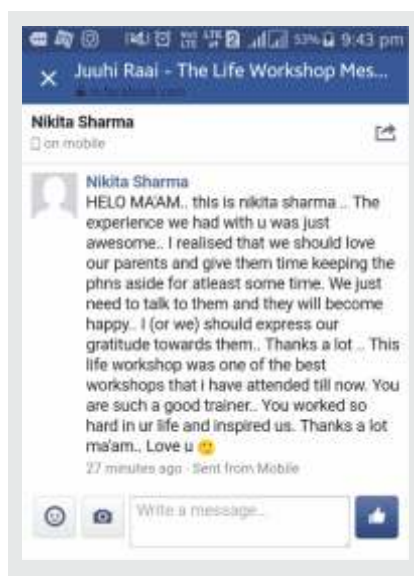 53% 9:43 pm
Juuhi Raai - The Life Workshop Mes...
Nikita Sharma
on mobile
Nikita Sharma
HELO MA'AM.. this is nikita sharma .. The
experience we had with u was just
awesome.. I realised that we should love
our parents and give them time keeping the
phns aside for atleast some time. We just
need to talk to them and they will become
happy.. I (or we) should express our
gratitude towards them.. Thanks a lot .. This
life workshop was one of the best
workshops that i have attended till now. You
are such a good trainer.. You worked so
hard in ur life and inspired us. Thanks a lot
ma'am.. Love u 🙂
27 minutes ago · Sent from Mobile
Write a message...